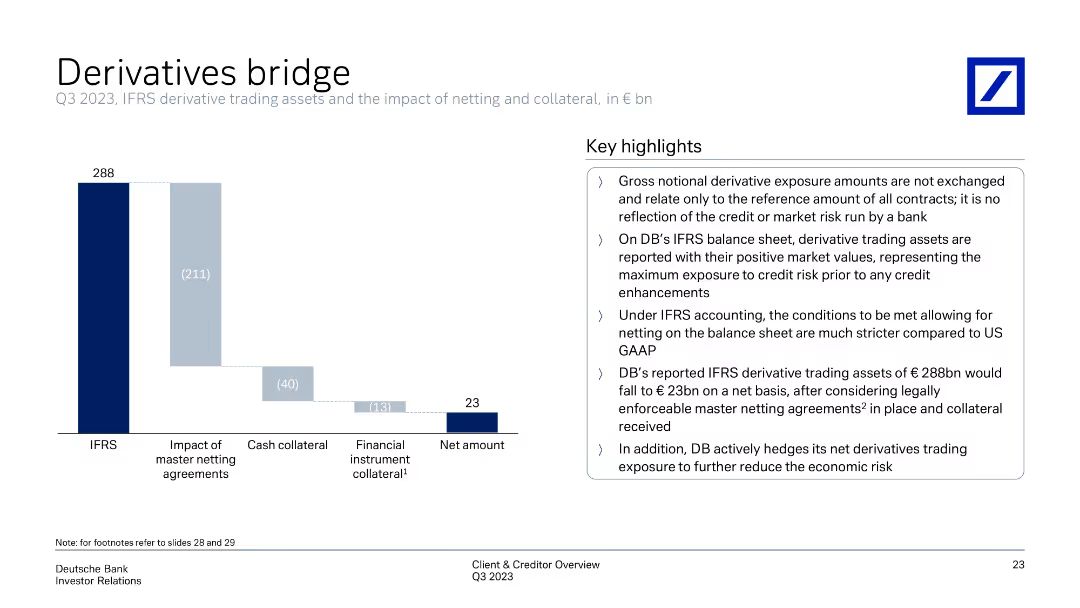 Derivatives bridge
Q3 2023, IFRS derivative trading assets and the impact of netting and collateral, in € bn
288
(211)
(40)
(13)
23
IFRS
Impact of
master netting
agreements
Cash collateral
Financial
instrument
collateral¹
Net amount
Key highlights
⟩ Gross notional derivative exposure amounts are not exchanged
and relate only to the reference amount of all contracts; it is no
reflection of the credit or market risk run by a bank
⟩ On DB’s IFRS balance sheet, derivative trading assets are
reported with their positive market values, representing the
maximum exposure to credit risk prior to any credit
enhancements
⟩ Under IFRS accounting, the conditions to be met allowing for
netting on the balance sheet are much stricter compared to US
GAAP
⟩ DB’s reported IFRS derivative trading assets of € 288bn would
fall to € 23bn on a net basis, after considering legally
enforceable master netting agreements² in place and collateral
received
⟩ In addition, DB actively hedges its net derivatives trading
exposure to further reduce the economic risk
Note: for footnotes refer to slides 28 and 29
Deutsche Bank
Investor Relations
Client & Creditor Overview
Q3 2023
23